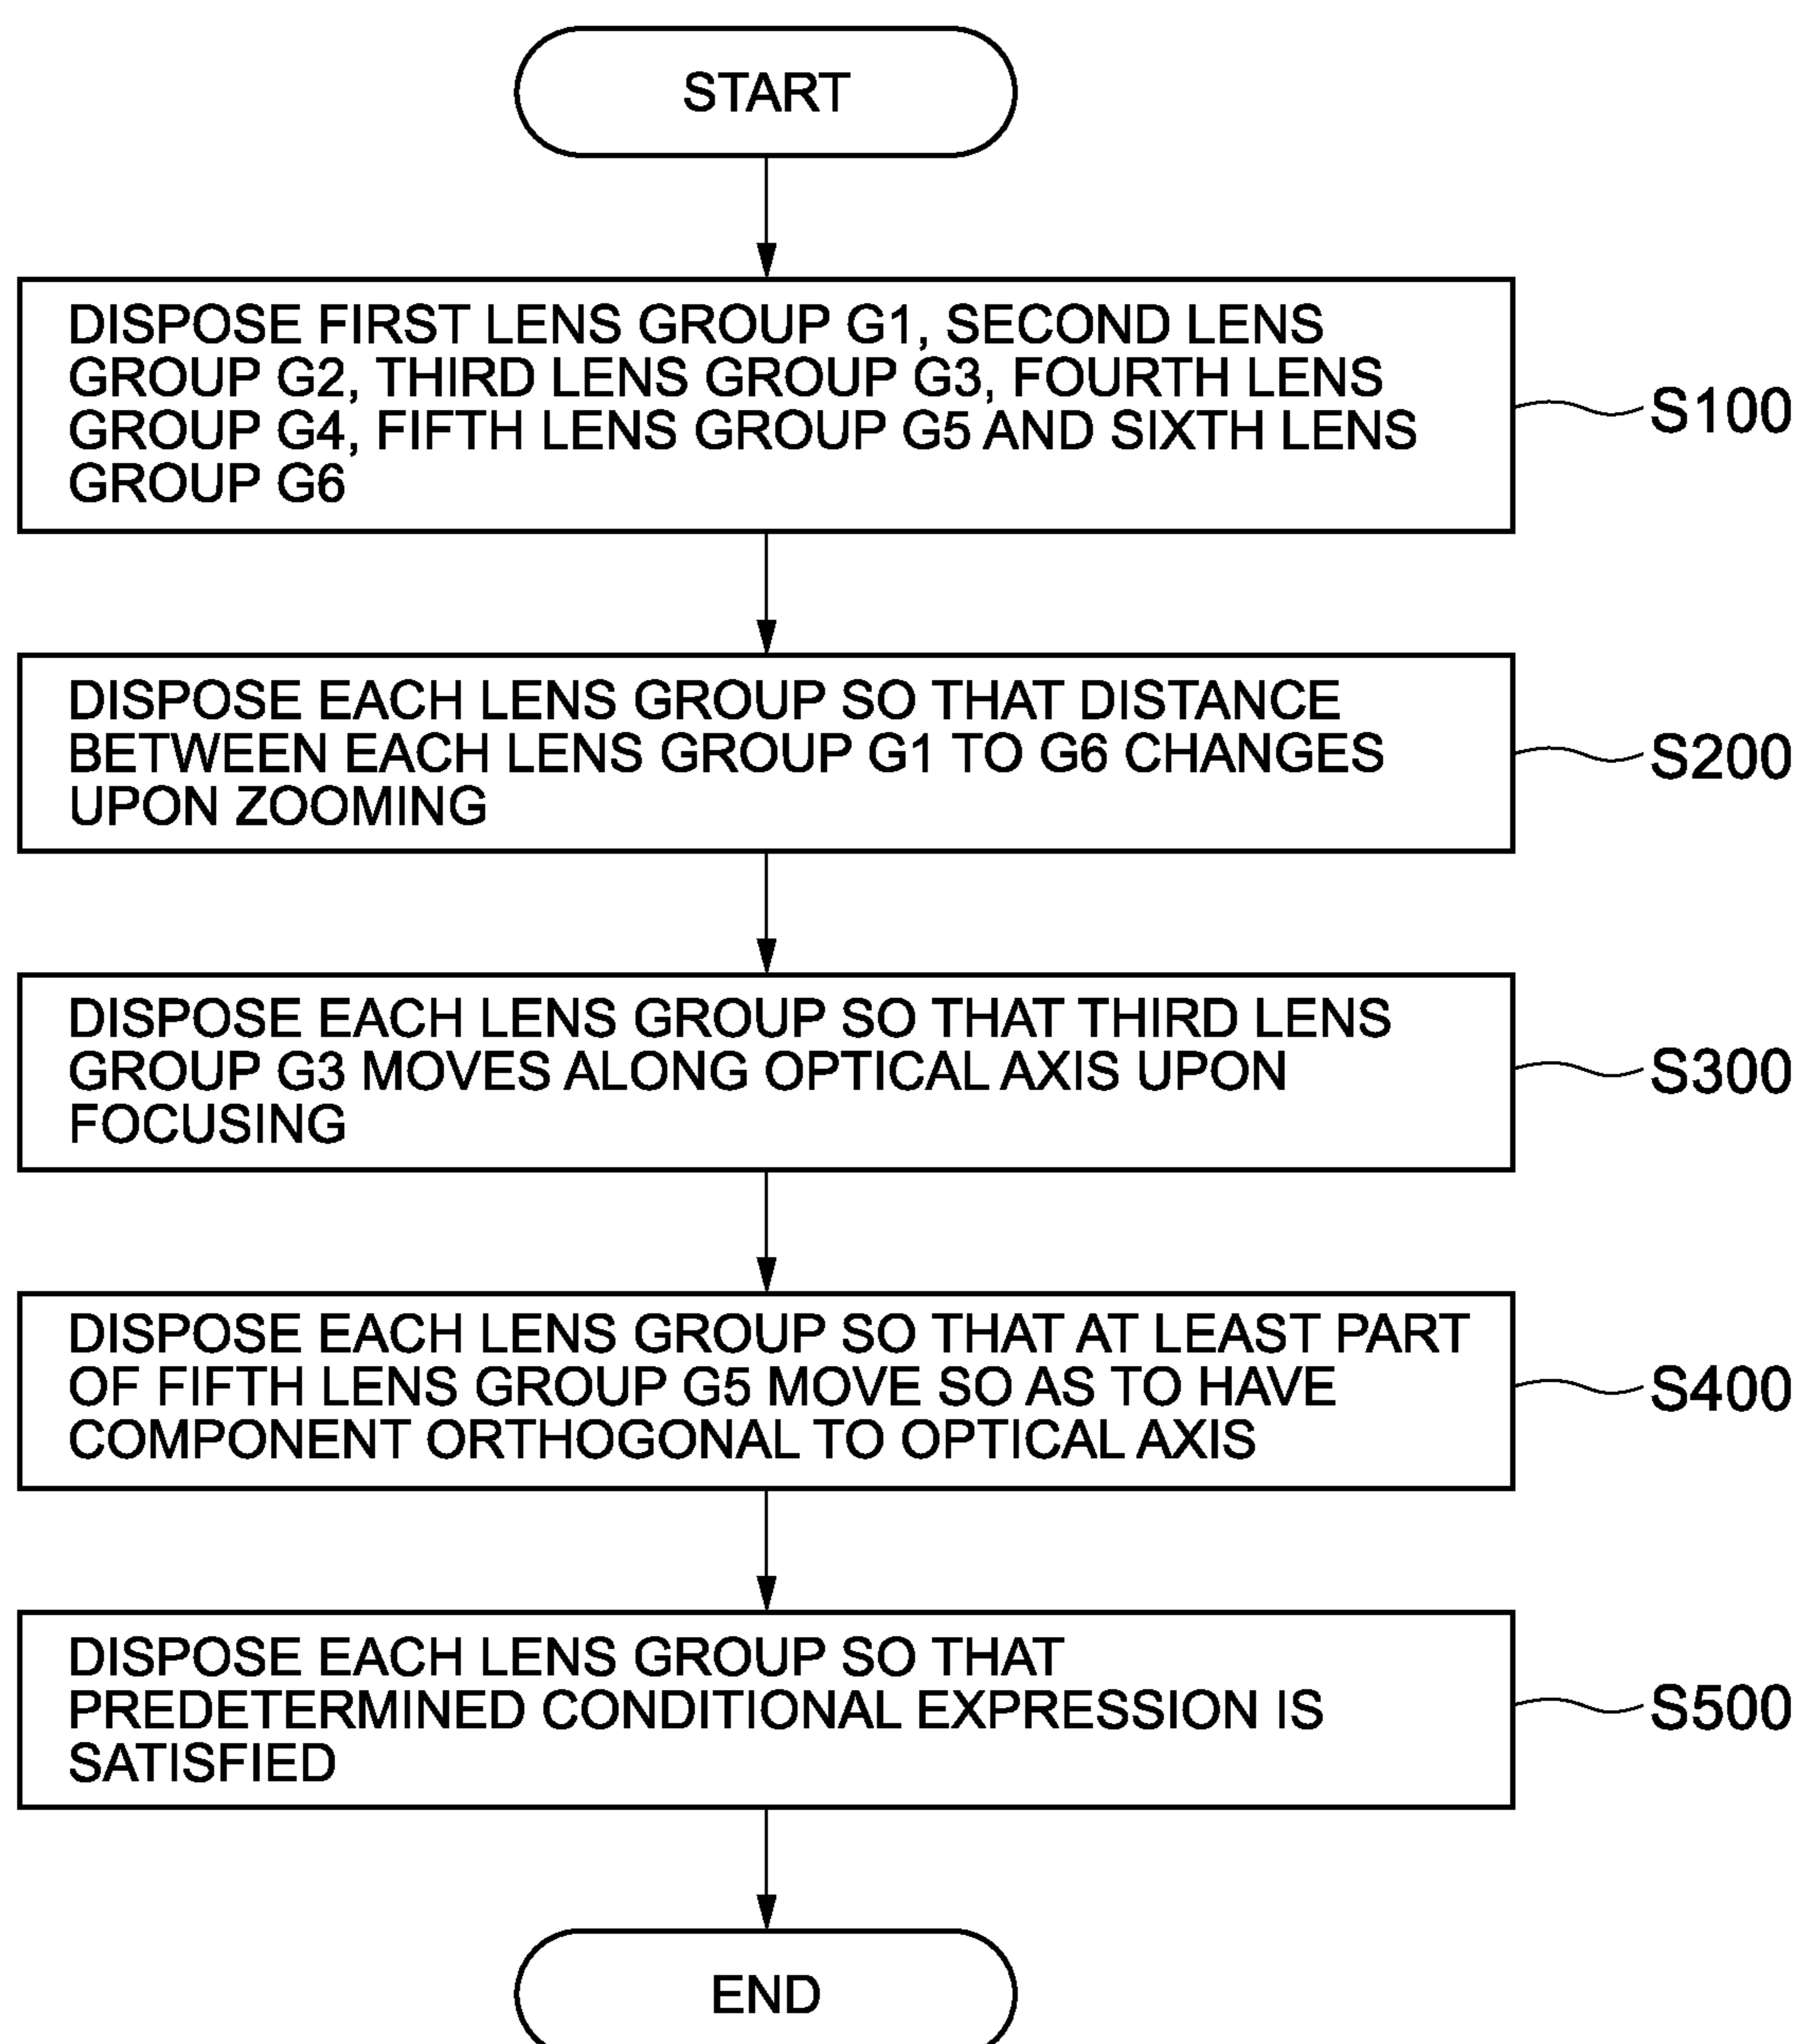 START
DISPOSE FIRST LENS GROUP G1, SECOND LENS
GROUP G2, THIRD LENS GROUP G3, FOURTH LENS
GROUP G4, FIFTH LENS GROUP G5 AND SIXTH LENS
GROUP G6
S100
DISPOSE EACH LENS GROUP SO THAT DISTANCE
BETWEEN EACH LENS GROUP G1 TO G6 CHANGES
UPON ZOOMING
S200
DISPOSE EACH LENS GROUP SO THAT THIRD LENS
GROUP G3 MOVES ALONG OPTICAL AXIS UPON
FOCUSING
S300
DISPOSE EACH LENS GROUP SO THAT AT LEAST PART
OF FIFTH LENS GROUP G5 MOVE SO AS TO HAVE
COMPONENT ORTHOGONAL TO OPTICAL AXIS
S400
DISPOSE EACH LENS GROUP SO THAT
PREDETERMINED CONDITIONAL EXPRESSION IS
SATISFIED
S500
END